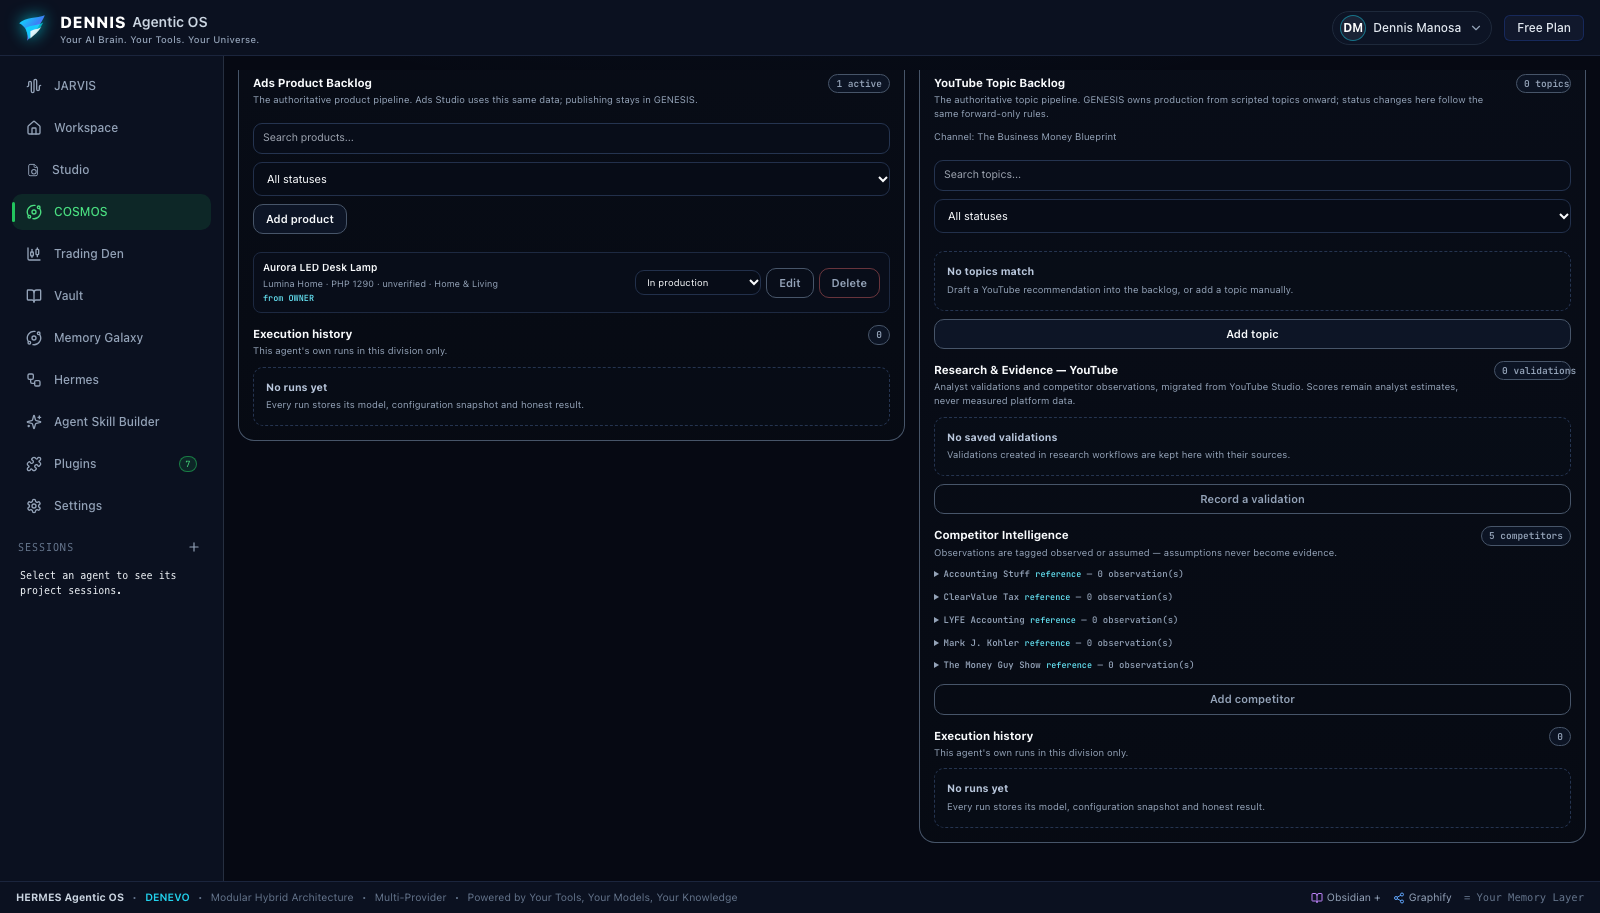 DENNIS Agentic OS
Your AI Brain. Your Tools. Your Universe.
DM Dennis Manosa
Free Plan
JARVIS
Workspace
Studio
COSMOS
Trading Den
Vault
Memory Galaxy
Hermes
Agent Skill Builder
Plugins 7
Settings
SESSIONS +
Select an agent to see its
project sessions.
Ads Product Backlog 1 active
The authoritative product pipeline. Ads Studio uses this same data; publishing stays in GENESIS.
Search products...
All statuses
Add product
Aurora LED Desk Lamp
Lumina Home · PHP 1290 · unverified · Home & Living
from OWNER
In production Edit Delete
Execution history 0
This agent's own runs in this division only.
No runs yet
Every run stores its model, configuration snapshot and honest result.
YouTube Topic Backlog 0 topics
The authoritative topic pipeline. GENESIS owns production from scripted topics onward; status changes here follow the
same forward-only rules.
Channel: The Business Money Blueprint
Search topics...
All statuses
No topics match
Draft a YouTube recommendation into the backlog, or add a topic manually.
Add topic
Research & Evidence — YouTube 0 validations
Analyst validations and competitor observations, migrated from YouTube Studio. Scores remain analyst estimates,
never measured platform data.
No saved validations
Validations created in research workflows are kept here with their sources.
Record a validation
Competitor Intelligence 5 competitors
Observations are tagged observed or assumed — assumptions never become evidence.
Accounting Stuff reference — 0 observation(s)
ClearValue Tax reference — 0 observation(s)
LYFE Accounting reference — 0 observation(s)
Mark J. Kohler reference — 0 observation(s)
The Money Guy Show reference — 0 observation(s)
Add competitor
Execution history 0
This agent's own runs in this division only.
No runs yet
Every run stores its model, configuration snapshot and honest result.
HERMES Agentic OS · DENEVO · Modular Hybrid Architecture · Multi-Provider · Powered by Your Tools, Your Models, Your Knowledge
Obsidian + Graphify = Your Memory Layer